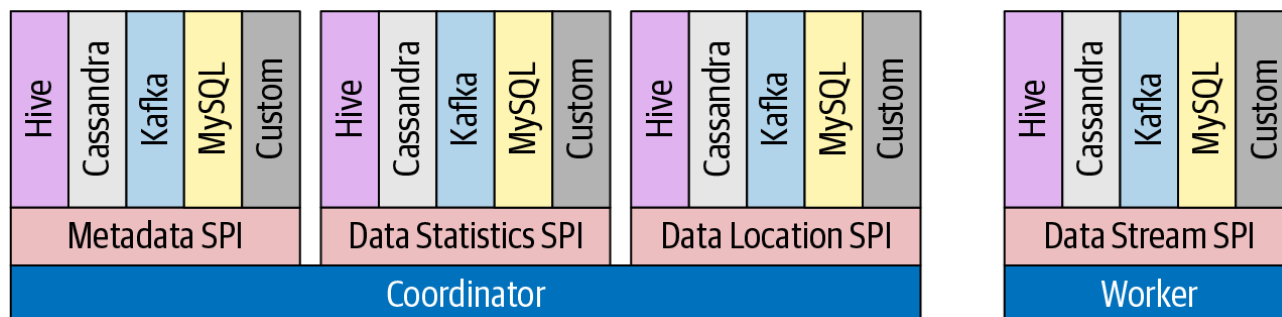 Hive
Cassandra
Kafka
MySQL
Custom
Metadata SPI
Hive
Cassandra
Kafka
MySQL
Custom
Data Statistics SPI
Hive
Cassandra
Kafka
MySQL
Custom
Data Location SPI
Coordinator
Hive
Cassandra
Kafka
MySQL
Custom
Data Stream SPI
Worker